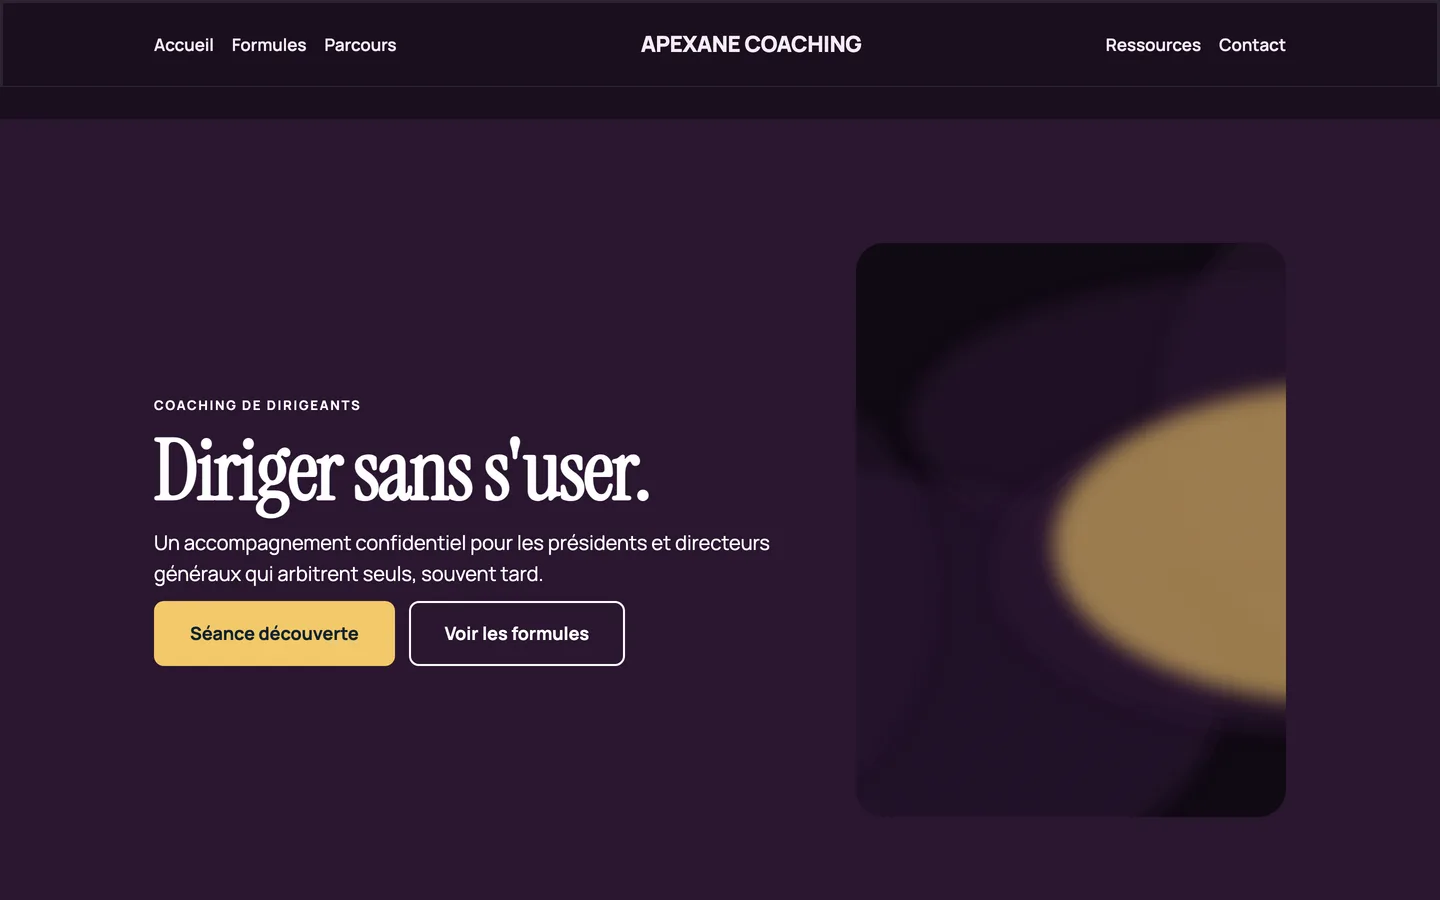 Accueil Formules Parcours
APEXANE COACHING
Ressources Contact
COACHING DE DIRIGEANTS
Diriger sans s'user.
Un accompagnement confidentiel pour les présidents et directeurs
généraux qui arbitrent seuls, souvent tard.
Séance découverte
Voir les formules